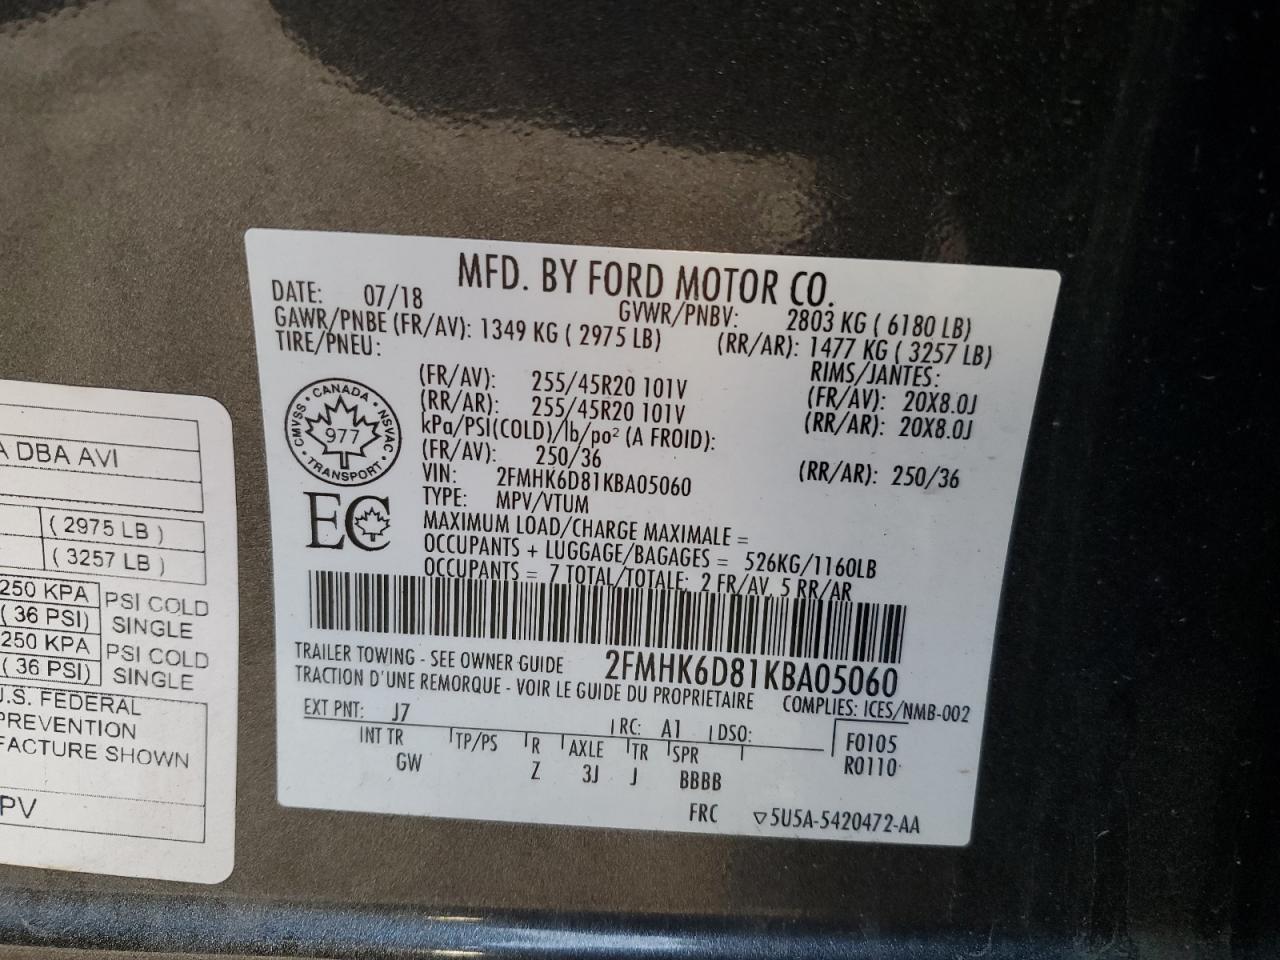 MFD. BY FORD MOTOR CO.
DATE: 07/18 GVWR/PNBV: 2803 KG ( 6180 LB)
GAWR/PNBE (FR/AV): 1349 KG ( 2975 LB) (RR/AR): 1477 KG ( 3257 LB)
TIRE/PNEU: RIMS/JANTES:
(FR/AV): 255/45R20 101V (FR/AV): 20X8.0J
(RR/AR): 255/45R20 101V (RR/AR): 20X8.0J
kPa/PSI(COLD)/lb/po² (A FROID):
(FR/AV): 250/36 (RR/AR): 250/36
VIN: 2FMHK6D81KBA05060
TYPE: MPV/VTUM
MAXIMUM LOAD/CHARGE MAXIMALE =
OCCUPANTS + LUGGAGE/BAGAGES = 526KG/1160LB
OCCUPANTS = 7 TOTAL/TOTALE: 2 FR/AV, 5 RR/AR
CANADA
CMVSS • NSVAC
977
TRANSPORT
EC
TRAILER TOWING - SEE OWNER GUIDE 2FMHK6D81KBA05060
TRACTION D'UNE REMORQUE - VOIR LE GUIDE DU PROPRIETAIRE COMPLIES: ICES/NMB-002
EXT PNT: J7 RC: A1 DSO:
INT TR TP/PS R AXLE TR SPR F0105
GW Z 3J J BBBB R0110
FRC ▽5U5A-5420472-AA
A DBA AVI
( 2975 LB )
( 3257 LB )
250 KPA PSI COLD
( 36 PSI) SINGLE
250 KPA PSI COLD
( 36 PSI) SINGLE
U.S. FEDERAL
PREVENTION
FACTURE SHOWN
PV